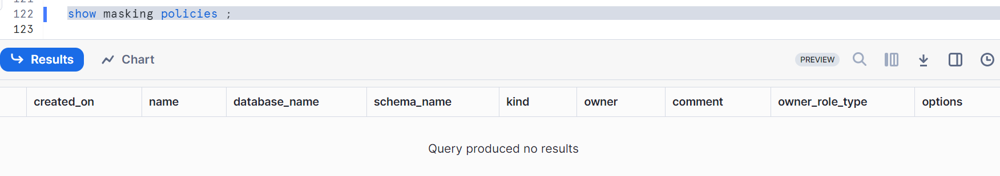 121
122 show masking policies ;
123
Results Chart PREVIEW
created_on name database_name schema_name kind owner comment owner_role_type options
Query produced no results